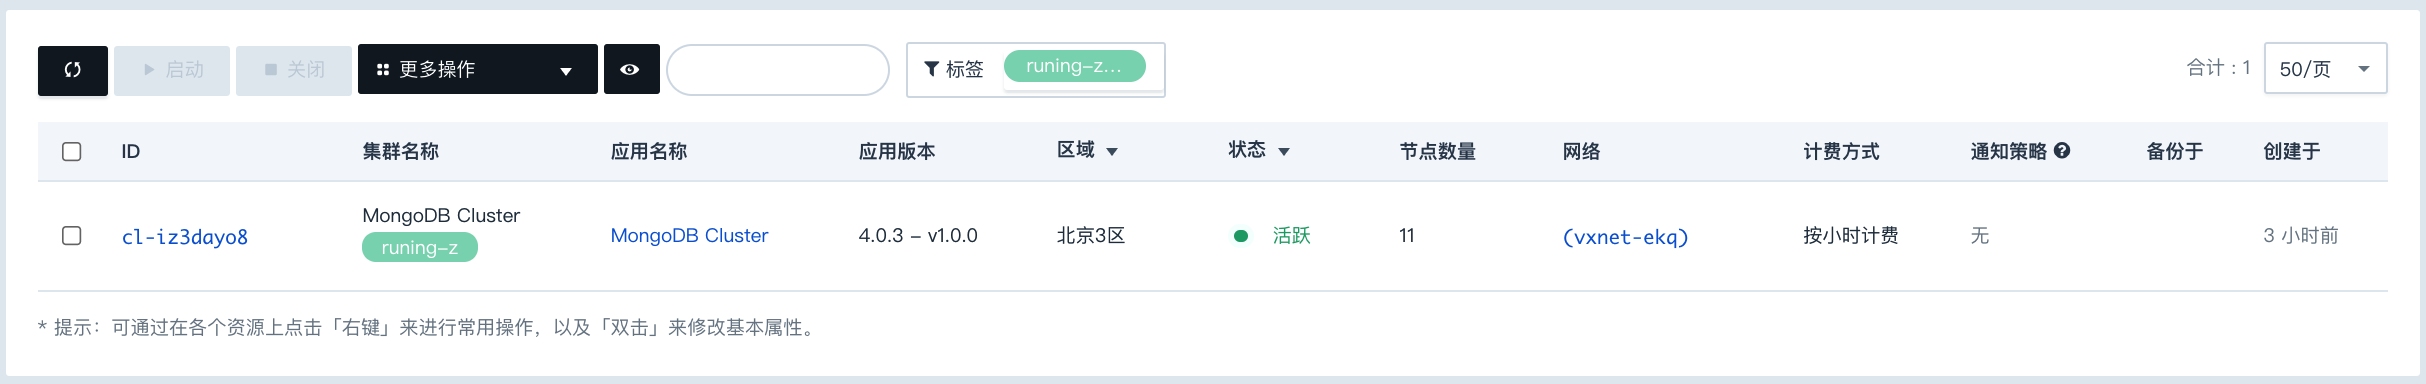 启动 关闭 更多操作 标签 runing-z... 合计：1 50/页
ID 集群名称 应用名称 应用版本 区域 状态 节点数量 网络 计费方式 通知策略 ? 备份于 创建于
cl-iz3dayo8 MongoDB Cluster MongoDB Cluster 4.0.3 - v1.0.0 北京3区 活跃 11 (vxnet-ekq) 按小时计费 无 3 小时前
runing-z
* 提示：可通过在各个资源上点击「右键」来进行常用操作，以及「双击」来修改基本属性。